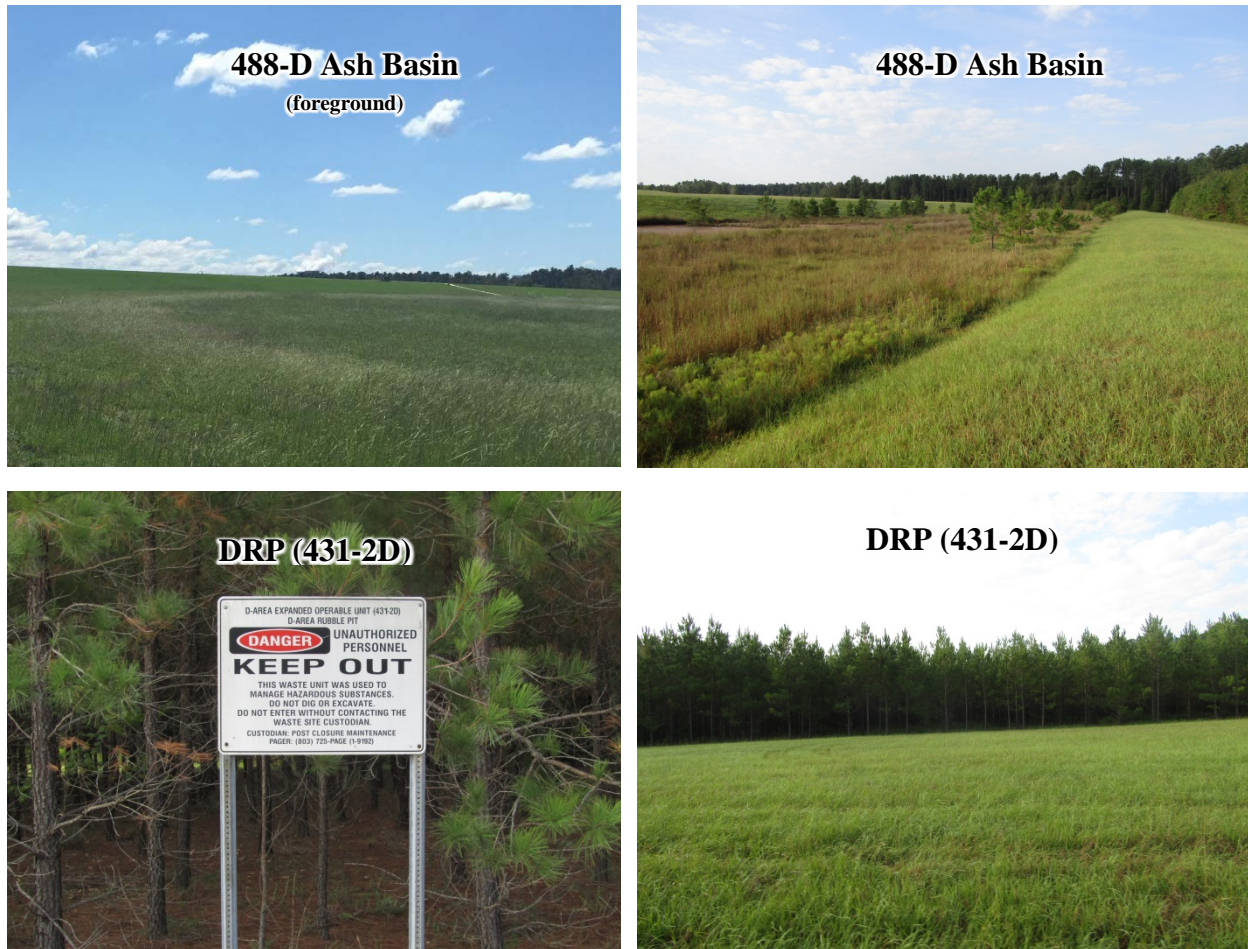 488-D Ash Basin
(foreground)
488-D Ash Basin
DRP (431-2D)
D-AREA EXPANDED OPERABLE UNIT (431-2D)
D-AREA RUBBLE PIT
DANGER
UNAUTHORIZED
PERSONNEL
KEEP OUT
THIS WASTE UNIT WAS USED TO
MANAGE HAZARDOUS SUBSTANCES.
DO NOT DIG OR EXCAVATE.
DO NOT ENTER WITHOUT CONTACTING THE
WASTE SITE CUSTODIAN.
CUSTODIAN: POST CLOSURE MAINTENANCE
PAGER: (803) 725-PAGE (1-9192)
DRP (431-2D)